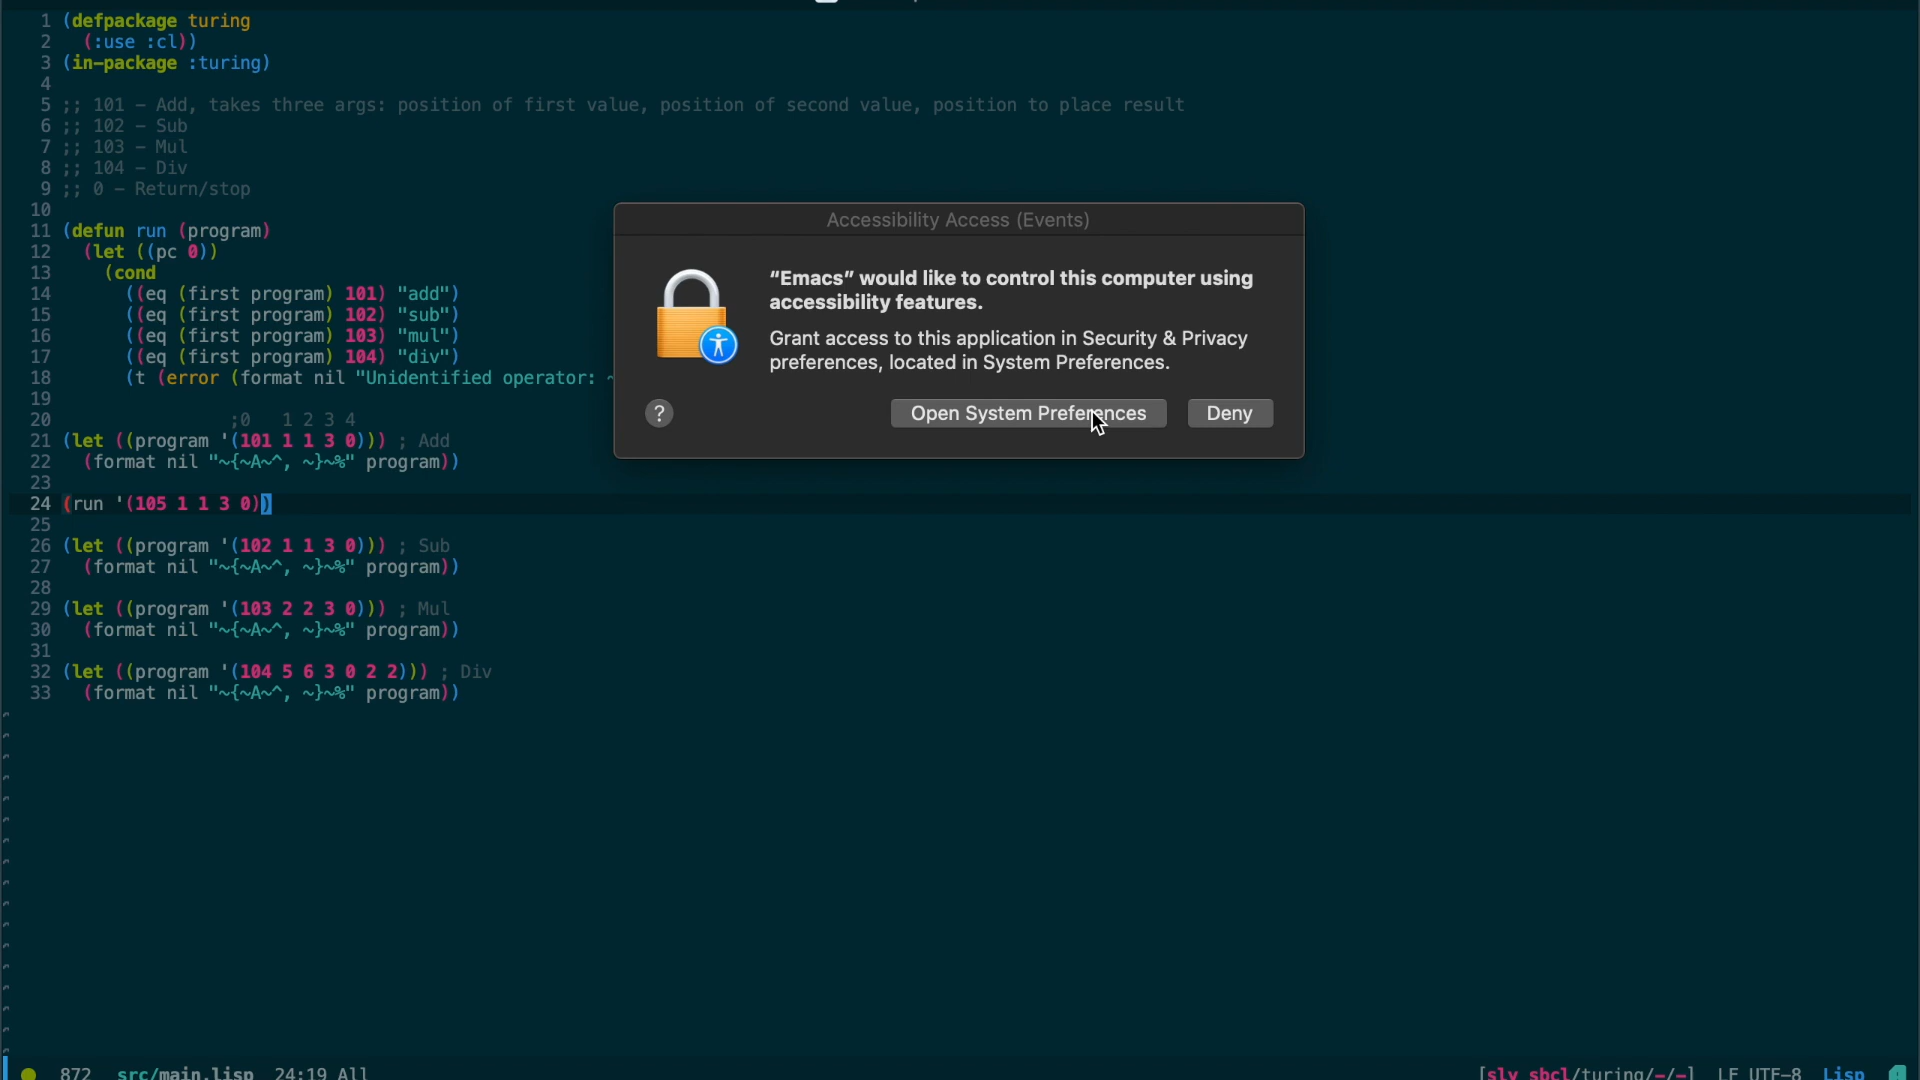 1 (defpackage turing
2   (:use :cl))
3 (in-package :turing)
4
5 ;; 101 – Add, takes three args: position of first value, position of second value, position to place result
6 ;; 102 – Sub
7 ;; 103 – Mul
8 ;; 104 – Div
9 ;; 0 – Return/stop
10
11 (defun run (program)
12   (let ((pc 0))
13     (cond
14       ((eq (first program) 101) "add")
15       ((eq (first program) 102) "sub")
16       ((eq (first program) 103) "mul")
17       ((eq (first program) 104) "div")
18       (t (error (format nil "Unidentified operator: ~
19
20                 ;0   1 2 3 4
21 (let ((program '(101 1 1 3 0))) ; Add
22   (format nil "~{~A~^, ~}~%" program))
23
24 (run '(105 1 1 3 0))
25
26 (let ((program '(102 1 1 3 0))) ; Sub
27   (format nil "~{~A~^, ~}~%" program))
28
29 (let ((program '(103 2 2 3 0))) ; Mul
30   (format nil "~{~A~^, ~}~%" program))
31
32 (let ((program '(104 5 6 3 0 2 2))) ; Div
33   (format nil "~{~A~^, ~}~%" program))
Accessibility Access (Events)
“Emacs” would like to control this computer using
accessibility features.
Grant access to this application in Security & Privacy
preferences, located in System Preferences.
? Open System Preferences Deny
872 src/main.lisp 24:19 All [sly sbcl/turing/-/-] LF UTF-8 Lisp